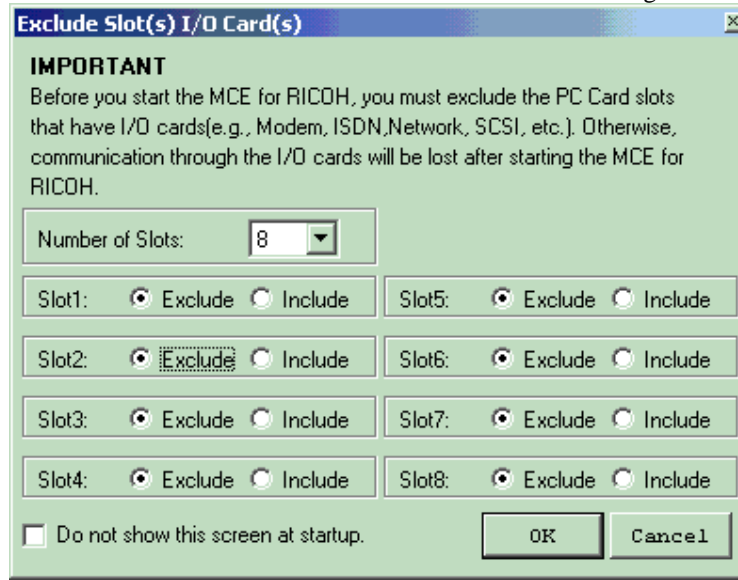 Exclude Slot(s) I/O Card(s)
IMPORTANT
Before you start the MCE for RICOH, you must exclude the PC Card slots
that have I/O cards(e.g., Modem, ISDN,Network, SCSI, etc.). Otherwise,
communication through the I/O cards will be lost after starting the MCE for
RICOH.
Number of Slots: 8
Slot1: Exclude Include Slot5: Exclude Include
Slot2: Exclude Include Slot6: Exclude Include
Slot3: Exclude Include Slot7: Exclude Include
Slot4: Exclude Include Slot8: Exclude Include
Do not show this screen at startup. OK Cancel